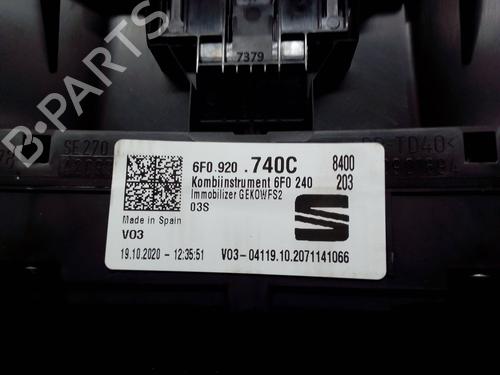 7379
B-PARTS
SE270
6F0.920 .740C 8400
Kombiinstrument 6F0 240 203
Immobilizer GEKOWFS2
03S
Made in Spain
V03
19.10.2020 - 12:35:51 V03-04119.10.2071141066